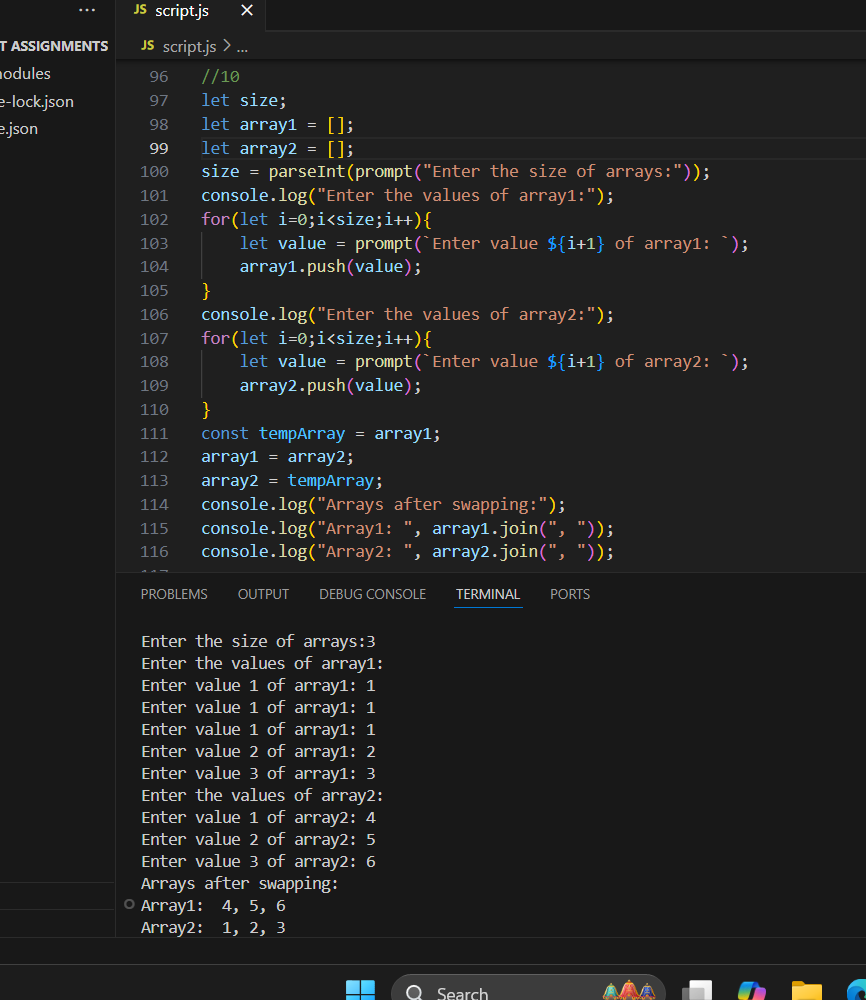 ...
JS script.js ×
T ASSIGNMENTS
JS script.js > ...
odules
e-lock.json
e.json
96 //10
97 let size;
98 let array1 = [];
99 let array2 = [];
100 size = parseInt(prompt("Enter the size of arrays:"));
101 console.log("Enter the values of array1:");
102 for(let i=0;i<size;i++){
103     let value = prompt(`Enter value ${i+1} of array1: `);
104     array1.push(value);
105 }
106 console.log("Enter the values of array2:");
107 for(let i=0;i<size;i++){
108     let value = prompt(`Enter value ${i+1} of array2: `);
109     array2.push(value);
110 }
111 const tempArray = array1;
112 array1 = array2;
113 array2 = tempArray;
114 console.log("Arrays after swapping:");
115 console.log("Array1: ", array1.join(", "));
116 console.log("Array2: ", array2.join(", "));
PROBLEMS OUTPUT DEBUG CONSOLE TERMINAL PORTS
Enter the size of arrays:3
Enter the values of array1:
Enter value 1 of array1: 1
Enter value 1 of array1: 1
Enter value 1 of array1: 1
Enter value 2 of array1: 2
Enter value 3 of array1: 3
Enter the values of array2:
Enter value 1 of array2: 4
Enter value 2 of array2: 5
Enter value 3 of array2: 6
Arrays after swapping:
Array1:  4, 5, 6
Array2:  1, 2, 3
Search